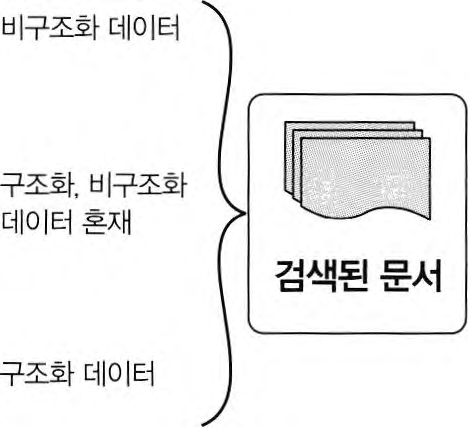 비구조화 데이터
구조화, 비구조화
데이터 혼재
구조화 데이터
검색된 문서